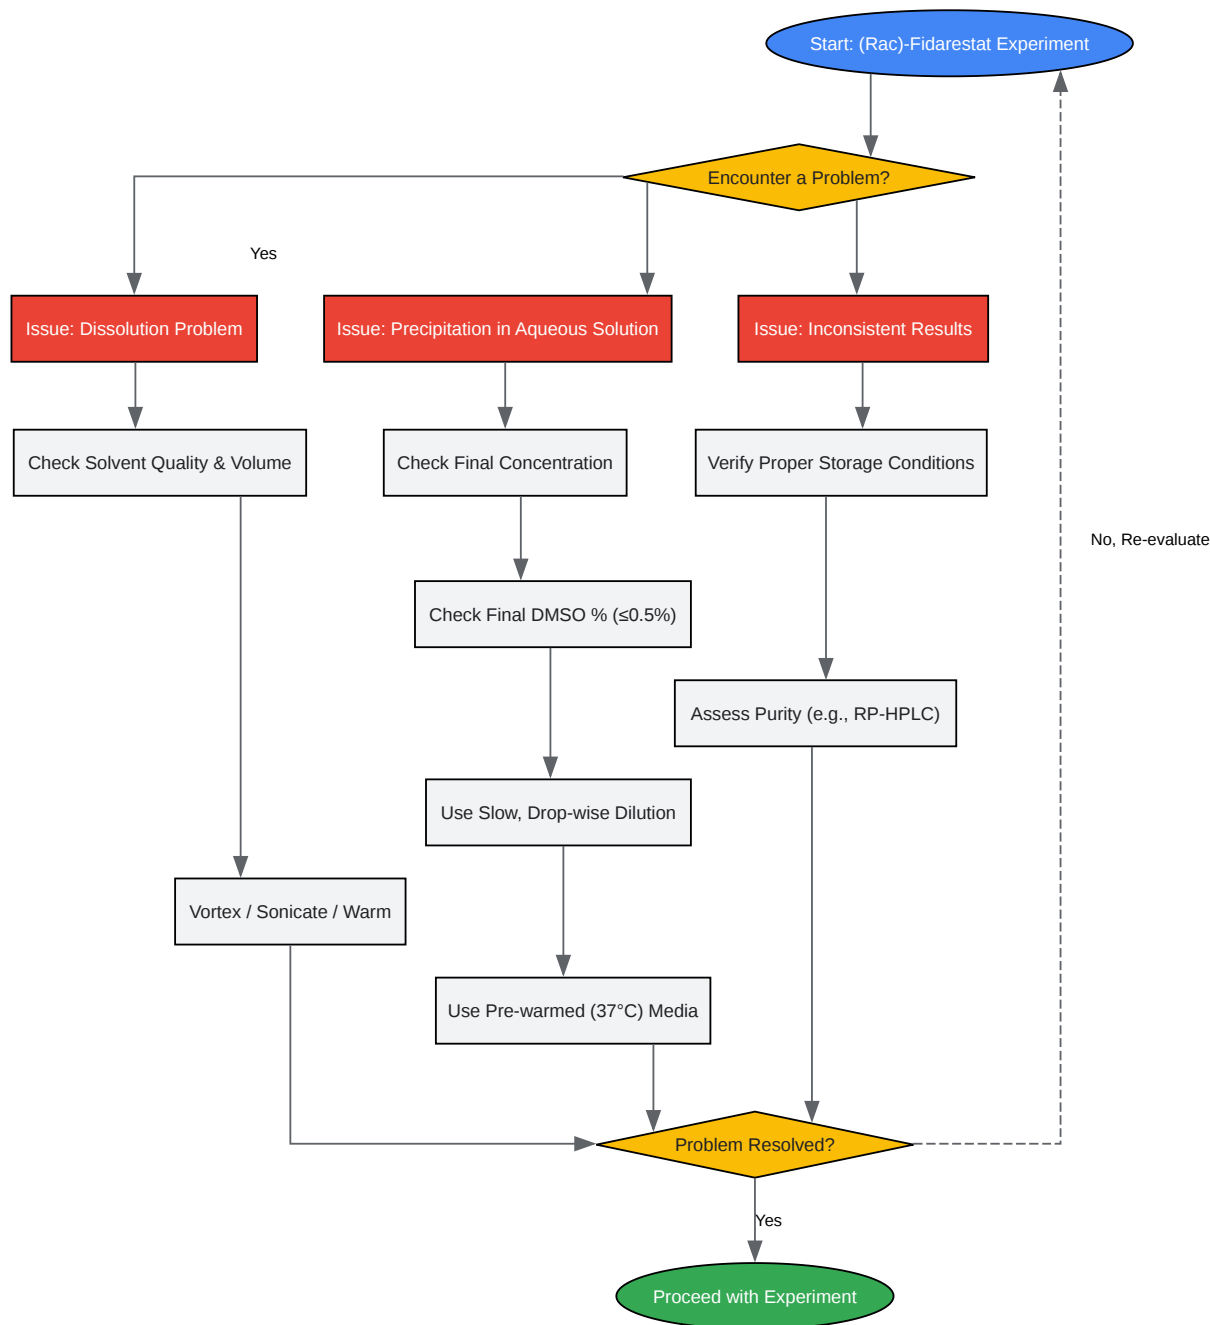 Start: (Rac)-Fidarestat Experiment
Encounter a Problem?
Yes
Issue: Dissolution Problem
Issue: Precipitation in Aqueous Solution
Issue: Inconsistent Results
Check Solvent Quality & Volume
Check Final Concentration
Verify Proper Storage Conditions
No, Re-evaluate
Check Final DMSO % (≤0.5%)
Assess Purity (e.g., RP-HPLC)
Use Slow, Drop-wise Dilution
Vortex / Sonicate / Warm
Use Pre-warmed (37°C) Media
Problem Resolved?
Yes
Proceed with Experiment